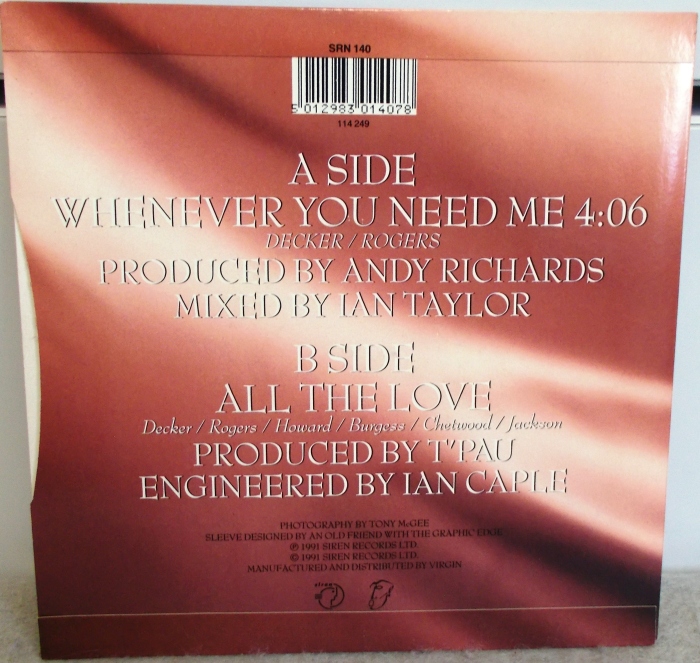 SRN 140
5 012983 014078
114 249
A SIDE
WHENEVER YOU NEED ME 4:06
DECKER / ROGERS
PRODUCED BY ANDY RICHARDS
MIXED BY IAN TAYLOR
B SIDE
ALL THE LOVE
Decker / Rogers / Howard / Burgess / Chetwood / Jackson
PRODUCED BY T'PAU
ENGINEERED BY IAN CAPLE
PHOTOGRAPHY BY TONY McGEE
SLEEVE DESIGNED BY AN OLD FRIEND WITH THE GRAPHIC EDGE
℗ 1991 SIREN RECORDS LTD.
© 1991 SIREN RECORDS LTD.
MANUFACTURED AND DISTRIBUTED BY VIRGIN
siren